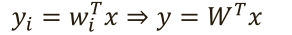 yᵢ = wᵢᵀx ⇒ y = Wᵀx